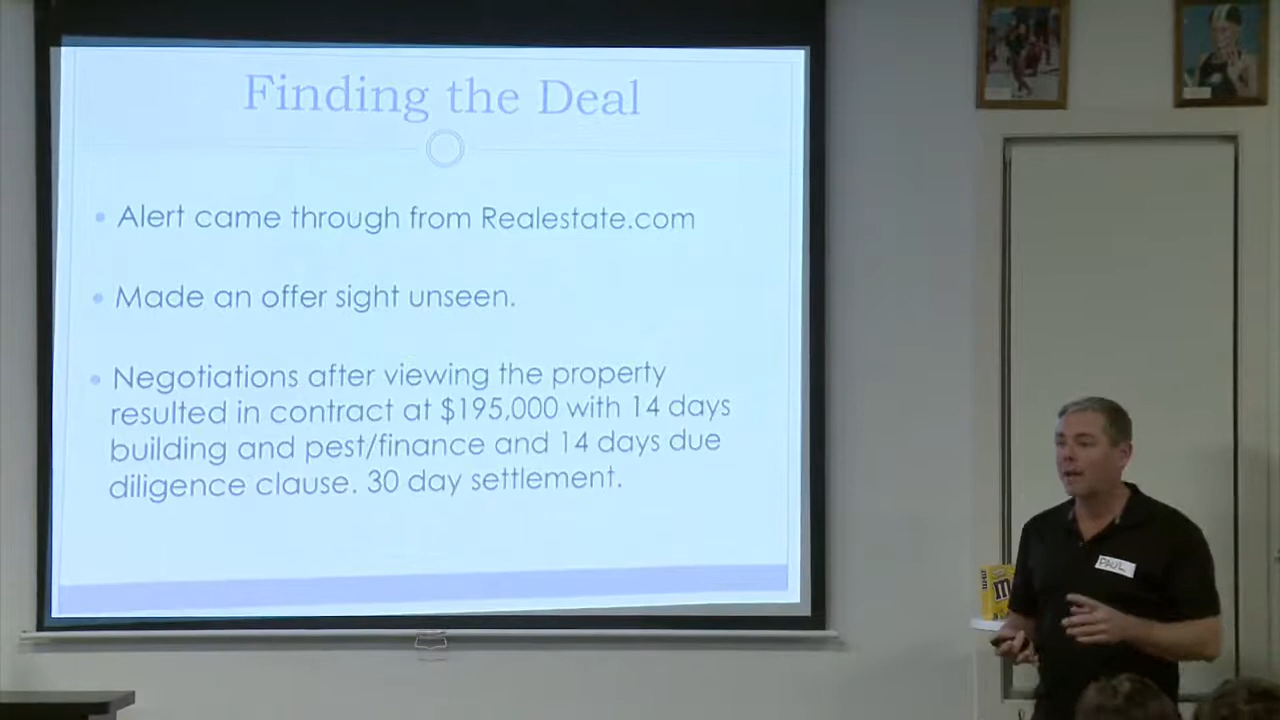 Finding the Deal
Alert came through from Realestate.com
Made an offer sight unseen.
Negotiations after viewing the property
resulted in contract at $195,000 with 14 days
building and pest/finance and 14 days due
diligence clause. 30 day settlement.
PAUL
m